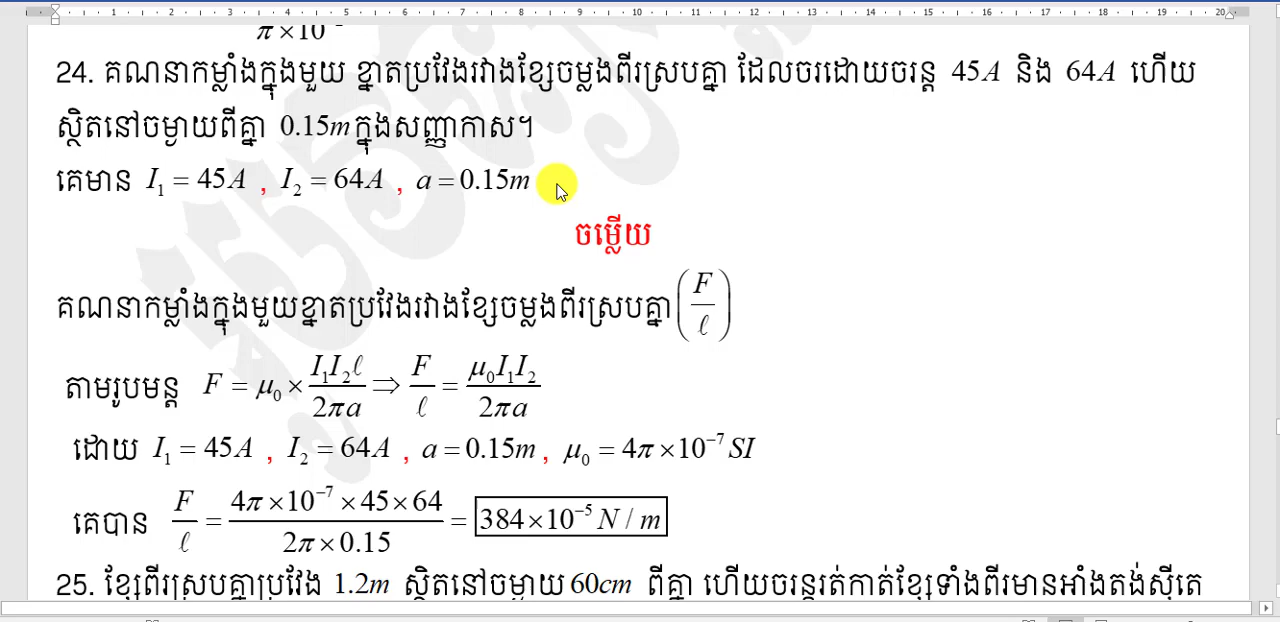 π × 10
24. គណនាកម្លាំងក្នុងមួយ ខ្នាតប្រវែងរវាងខ្សែចម្លងពីរស្របគ្នា ដែលចរដោយចរន្ត 45A និង 64A ហើយ
ស្ថិតនៅចម្ងាយពីគ្នា 0.15m ក្នុងសញ្ញាកាស។
គេមាន I₁ = 45A , I₂ = 64A , a = 0.15m
ចម្លើយ
គណនាកម្លាំងក្នុងមួយខ្នាតប្រវែងរវាងខ្សែចម្លងពីរស្របគ្នា (F/ℓ)
តាមរូបមន្ត F = μ₀ × I₁I₂ℓ/2πa ⇒ F/ℓ = μ₀I₁I₂/2πa
ដោយ I₁ = 45A , I₂ = 64A , a = 0.15m , μ₀ = 4π × 10⁻⁷ SI
គេបាន F/ℓ = 4π × 10⁻⁷ × 45 × 64 / 2π × 0.15 = 384 × 10⁻⁵ N / m
25. ខ្សែពីរស្របគ្នាប្រវែង 1.2m ស្ថិតនៅចម្ងាយ 60cm ពីគ្នា ហើយចរន្តរត់កាត់ខ្សែទាំងពីរមានអាំងតង់ស៊ីតេ